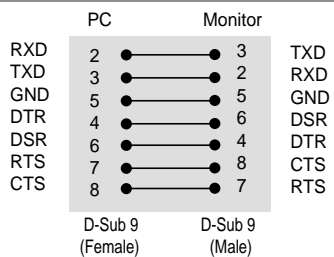 PC Monitor
RXD 2 3 TXD
TXD 3 2 RXD
GND 5 5 GND
DTR 4 6 DSR
DSR 6 4 DTR
RTS 7 8 CTS
CTS 8 7 RTS
D-Sub 9 D-Sub 9
(Female) (Male)